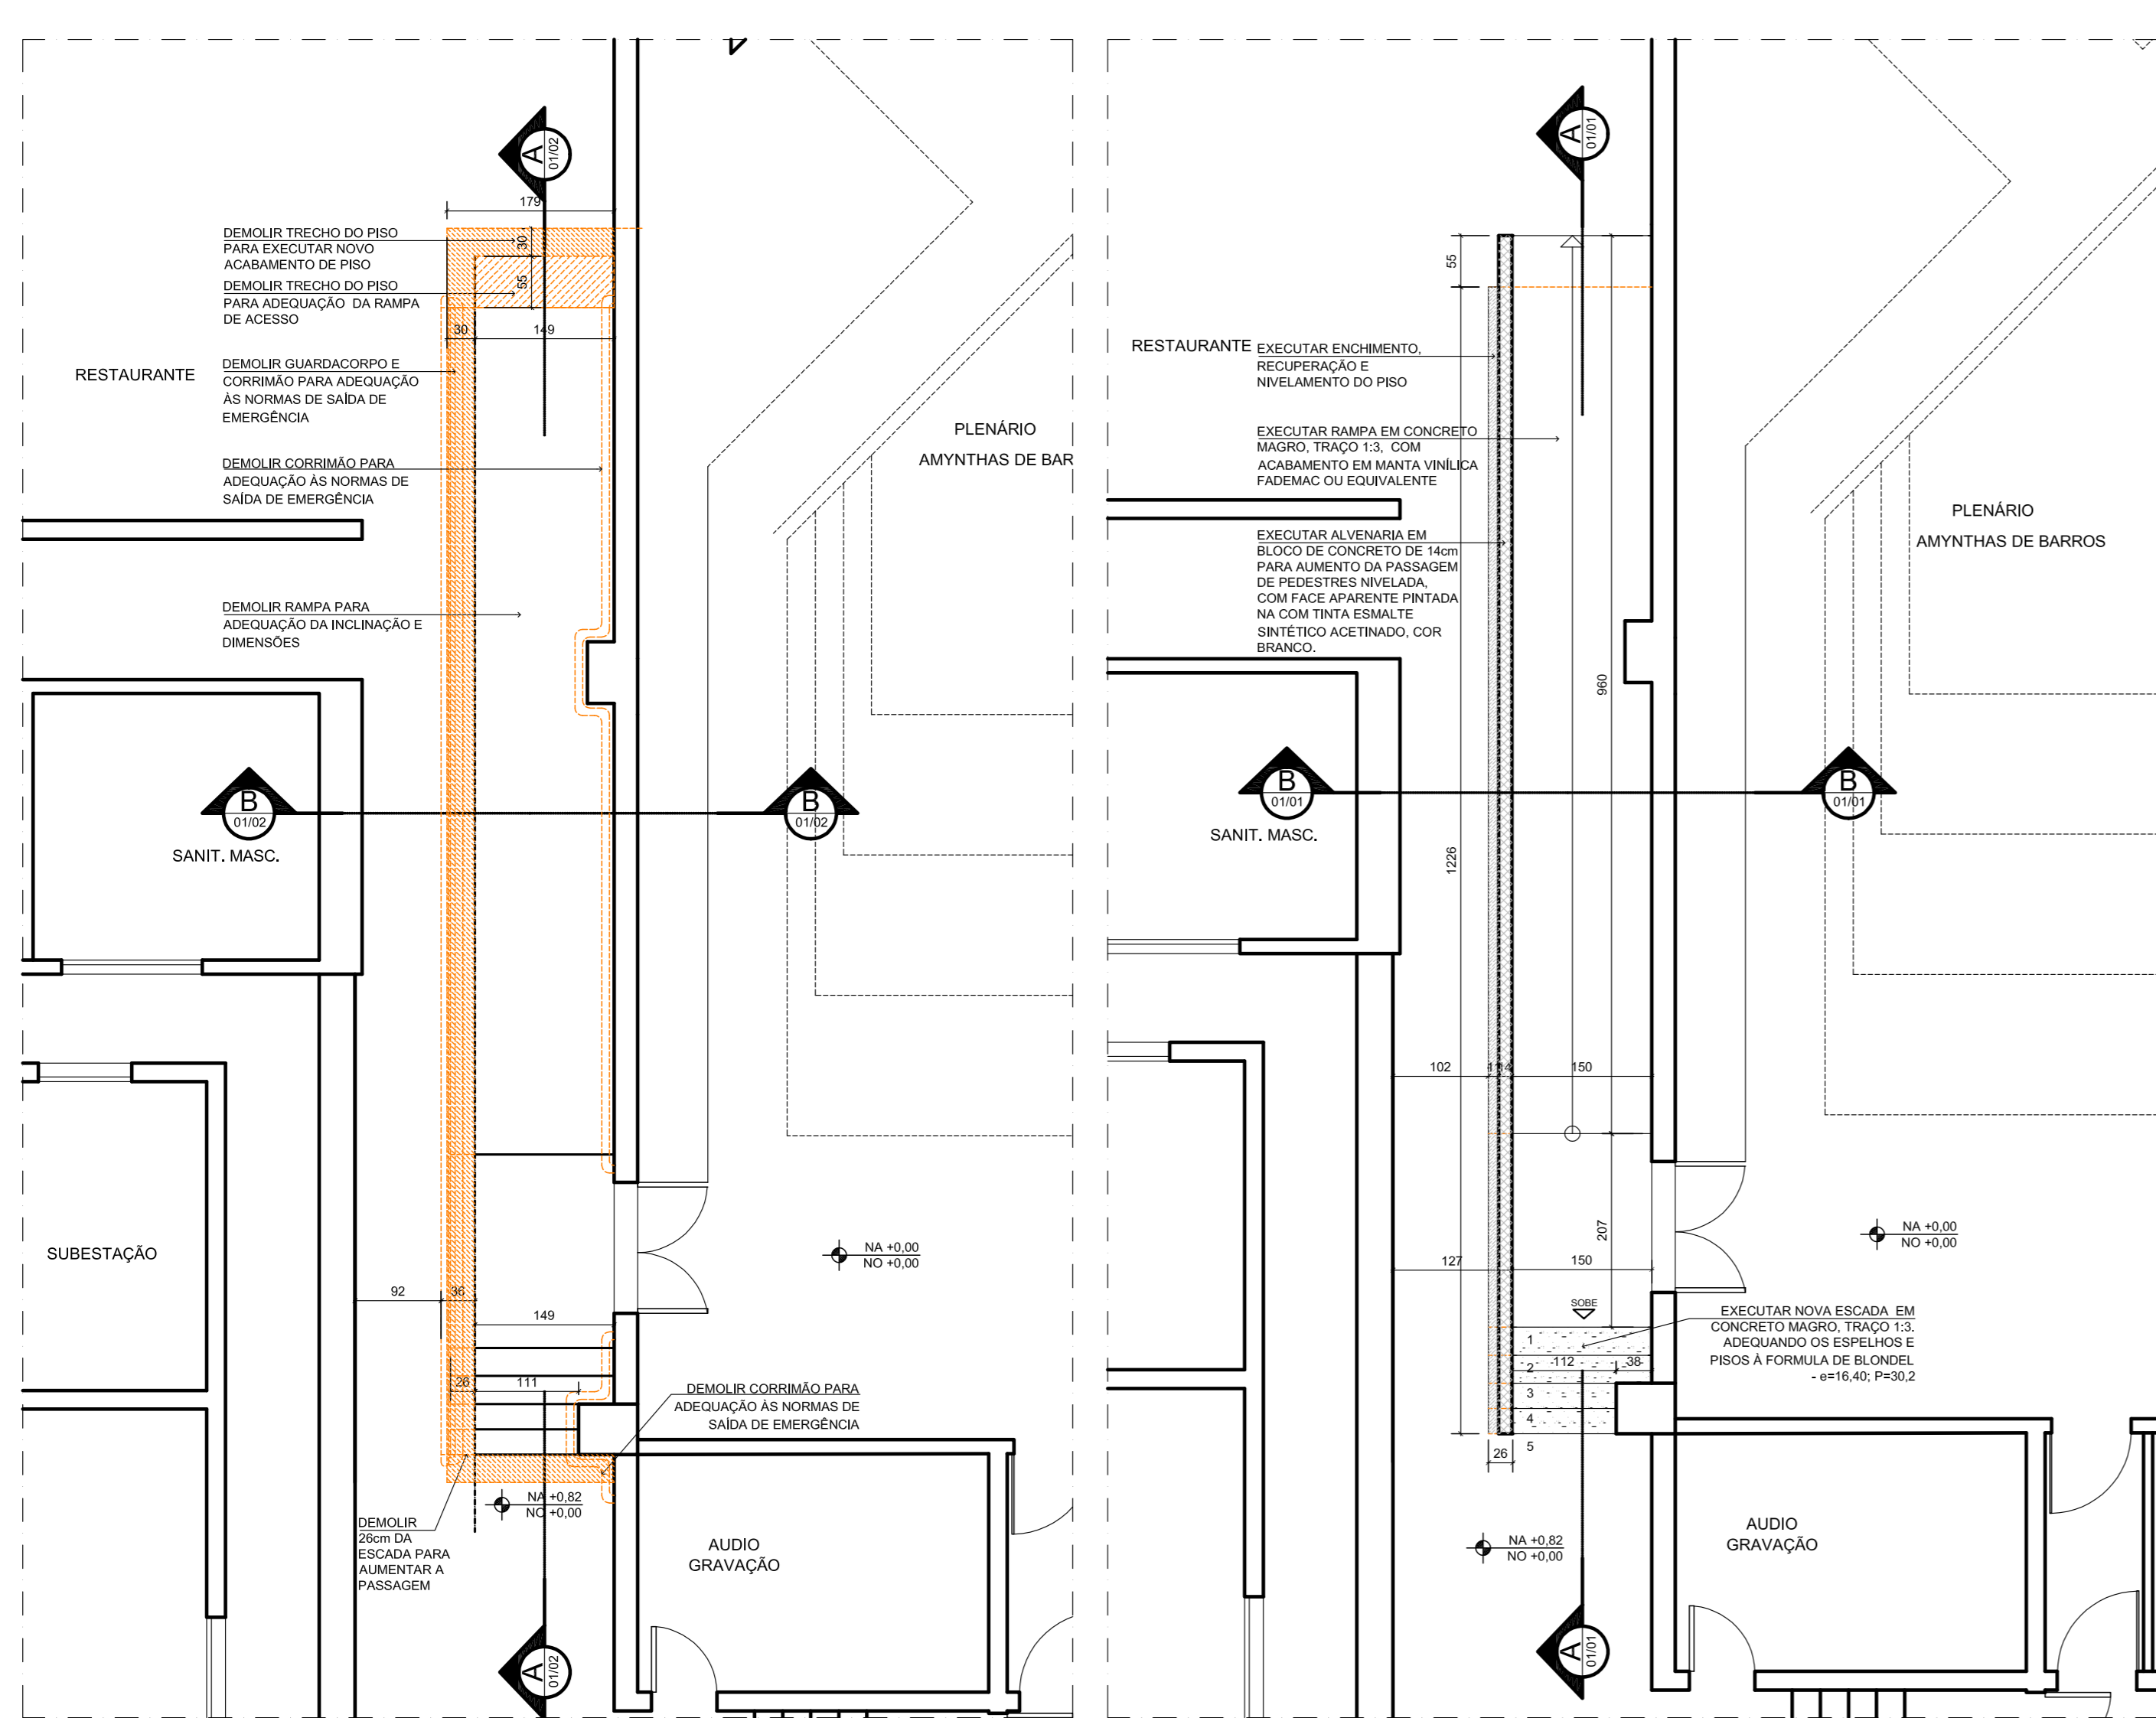 A
01/02
179
30
55
DEMOLIR TRECHO DO PISO
PARA EXECUTAR NOVO
ACABAMENTO DE PISO
DEMOLIR TRECHO DO PISO
PARA ADEQUAÇÃO DA RAMPA
DE ACESSO
30
149
RESTAURANTE
DEMOLIR GUARDACORPO E
CORRIMÃO PARA ADEQUAÇÃO
ÀS NORMAS DE SAÍDA DE
EMERGÊNCIA
DEMOLIR CORRIMÃO PARA
ADEQUAÇÃO ÀS NORMAS DE
SAÍDA DE EMERGÊNCIA
PLENÁRIO
AMYNTHAS DE BAR
DEMOLIR RAMPA PARA
ADEQUAÇÃO DA INCLINAÇÃO E
DIMENSÕES
B
01/02
B
01/02
SANIT. MASC.
SUBESTAÇÃO
NA +0,00
NO +0,00
92
36
149
26
111
DEMOLIR CORRIMÃO PARA
ADEQUAÇÃO ÀS NORMAS DE
SAÍDA DE EMERGÊNCIA
NA +0,82
NO +0,00
DEMOLIR
26cm DA
ESCADA PARA
AUMENTAR A
PASSAGEM
AUDIO
GRAVAÇÃO
A
01/02
A
01/01
55
RESTAURANTE
EXECUTAR ENCHIMENTO,
RECUPERAÇÃO E
NIVELAMENTO DO PISO
EXECUTAR RAMPA EM CONCRETO
MAGRO, TRAÇO 1:3, COM
ACABAMENTO EM MANTA VINÍLICA
FADEMAC OU EQUIVALENTE
EXECUTAR ALVENARIA EM
BLOCO DE CONCRETO DE 14cm
PARA AUMENTO DA PASSAGEM
DE PEDESTRES NIVELADA,
COM FACE APARENTE PINTADA
NA COM TINTA ESMALTE
SINTÉTICO ACETINADO, COR
BRANCO.
PLENÁRIO
AMYNTHAS DE BARROS
960
B
01/01
B
01/01
SANIT. MASC.
1226
102
150
207
127
150
NA +0,00
NO +0,00
SOBE
EXECUTAR NOVA ESCADA EM
CONCRETO MAGRO, TRAÇO 1:3.
ADEQUANDO OS ESPELHOS E
PISOS À FORMULA DE BLONDEL
- e=16,40; P=30,2
1
2
112
38
3
4
5
26
NA +0,82
NO +0,00
AUDIO
GRAVAÇÃO
A
01/01